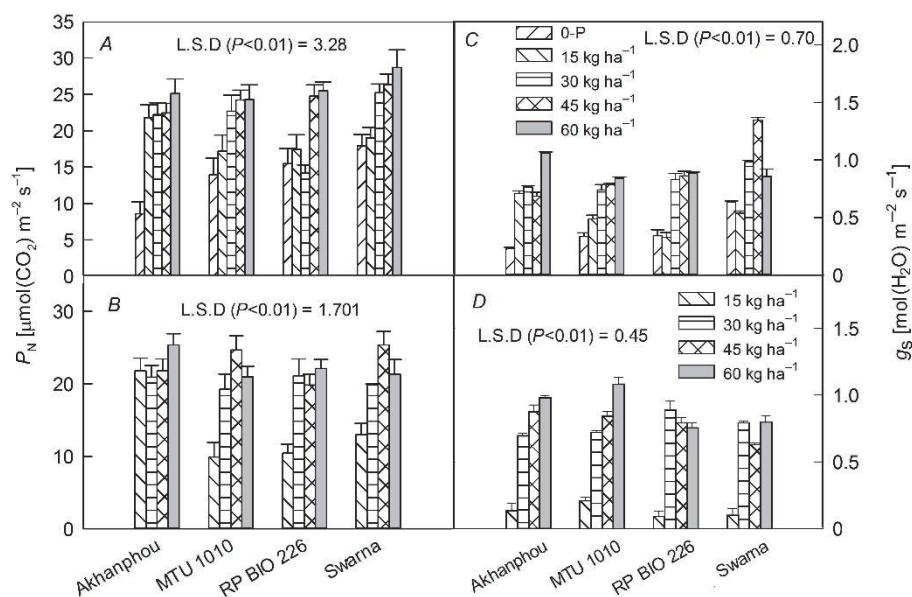 A
L.S.D (P<0.01) = 3.28
35
30
25
20
15
10
5
0
B
L.S.D (P<0.01) = 1.701
30
20
10
0
P_N [μmol(CO₂) m⁻² s⁻¹]
Akhanphou
MTU 1010
RP BIO 226
Swarna
C
0-P
15 kg ha⁻¹
30 kg ha⁻¹
45 kg ha⁻¹
60 kg ha⁻¹
L.S.D (P<0.01) = 0.70
2.0
1.5
1.0
0.5
0.0
D
15 kg ha⁻¹
30 kg ha⁻¹
45 kg ha⁻¹
60 kg ha⁻¹
L.S.D (P<0.01) = 0.45
1.5
1.0
0.5
0
g_S [mol(H₂O) m⁻² s⁻¹]
Akhanphou
MTU 1010
RP BIO 226
Swarna